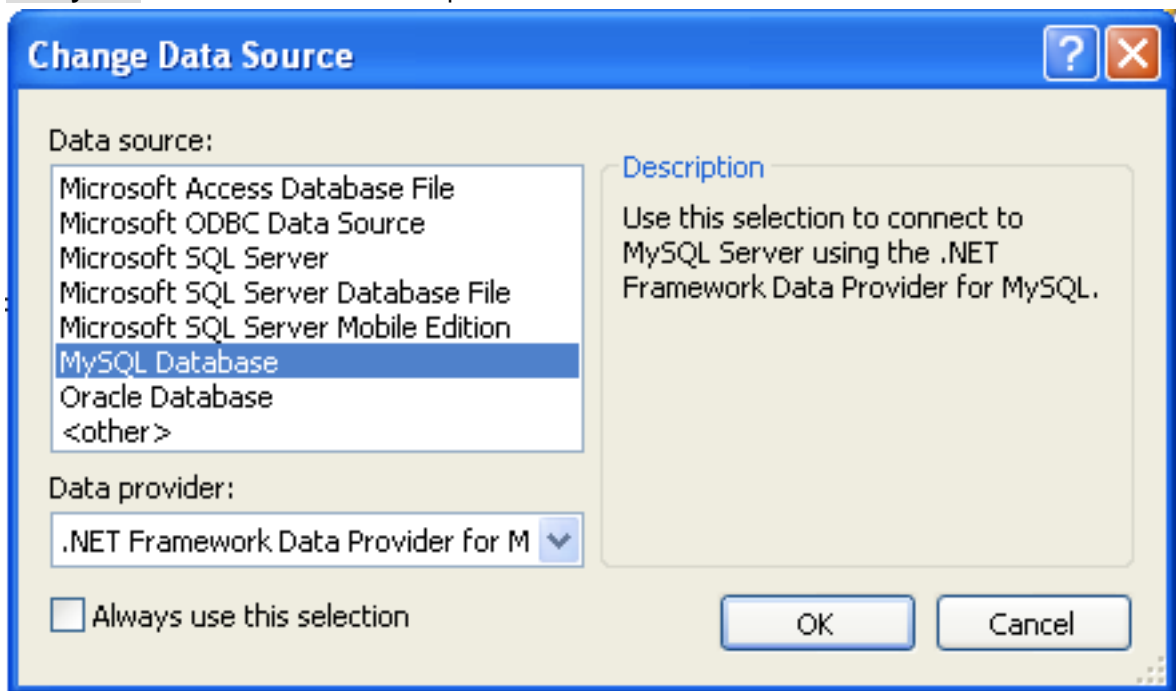 Change Data Source
Data source:
Microsoft Access Database File
Microsoft ODBC Data Source
Microsoft SQL Server
Microsoft SQL Server Database File
Microsoft SQL Server Mobile Edition
MySQL Database
Oracle Database
<other>
Data provider:
.NET Framework Data Provider for M
Always use this selection
Description
Use this selection to connect to
MySQL Server using the .NET
Framework Data Provider for MySQL.
OK
Cancel